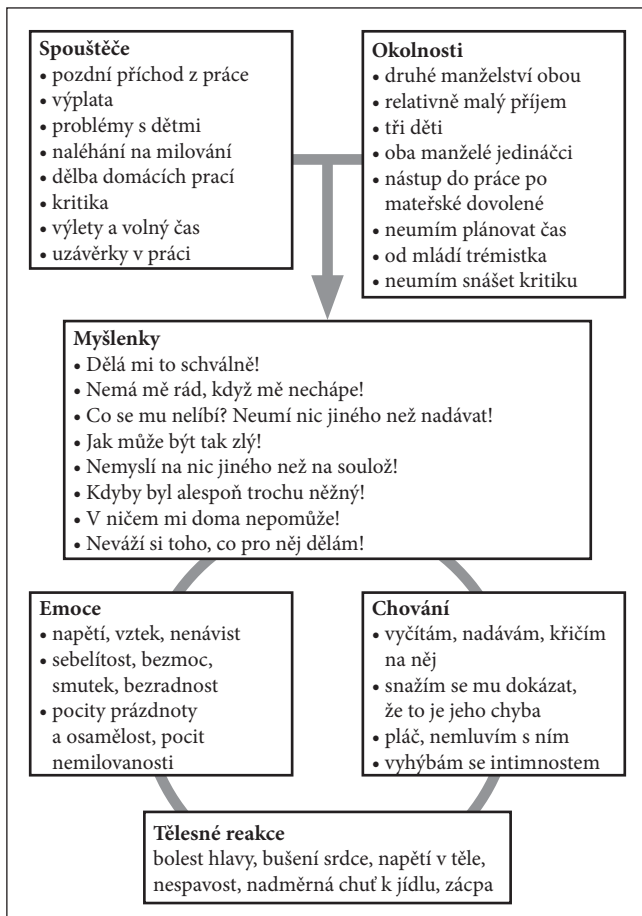 Spouštěče
• pozdní příchod z práce
• výplata
• problémy s dětmi
• naléhání na milování
• dělba domácích prací
• kritika
• výlety a volný čas
• uzávěrky v práci
Okolnosti
• druhé manželství obou
• relativně malý příjem
• tři děti
• oba manželé jedináčci
• nástup do práce po
mateřské dovolené
• neumím plánovat čas
• od mládí trémistka
• neumím snášet kritiku
Myšlenky
• Dělá mi to schválně!
• Nemá mě rád, když mě nechápe!
• Co se mu nelíbí? Neumí nic jiného než nadávat!
• Jak může být tak zlý!
• Nemyslí na nic jiného než na soulož!
• Kdyby byl alespoň trochu něžný!
• V ničem mi doma nepomůže!
• Neváží si toho, co pro něj dělám!
Emoce
• napětí, vztek, nenávist
• sebelítost, bezmoc,
smutek, bezradnost
• pocity prázdnoty
a osamělost, pocit
nemilovanosti
Chování
• vyčítám, nadávám, křičím
na něj
• snažím se mu dokázat,
že to je jeho chyba
• pláč, nemluvím s ním
• vyhýbám se intimnostem
Tělesné reakce
bolest hlavy, bušení srdce, napětí v těle,
nespavost, nadměrná chuť k jídlu, zácpa